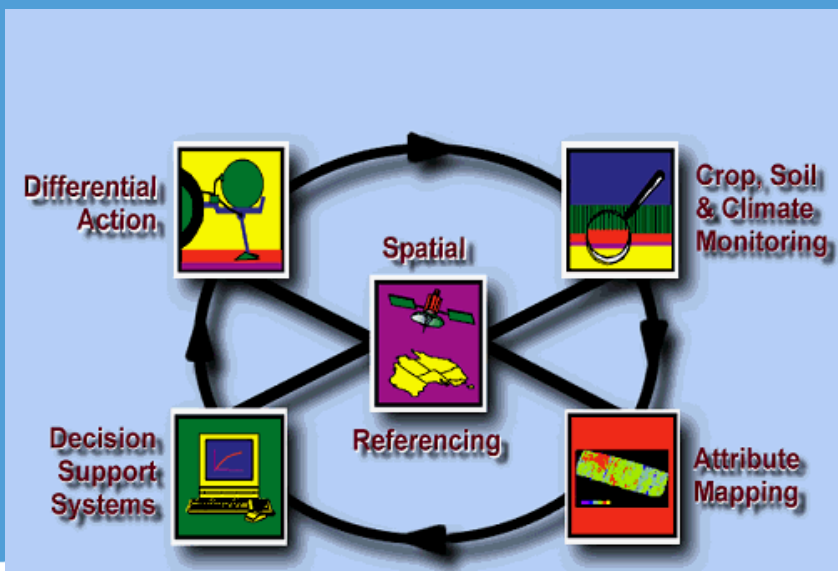 Differential
Action
Crop, Soil
& Climate
Monitoring
Spatial
Referencing
Decision
Support
Systems
Attribute
Mapping